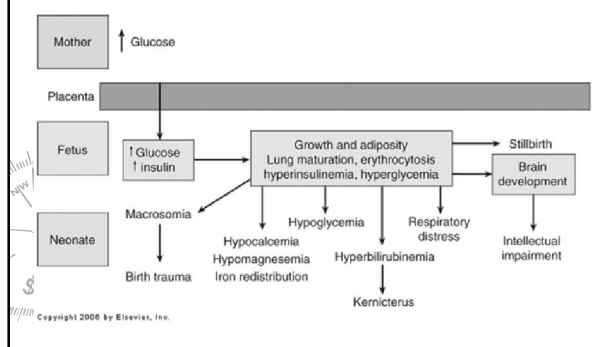 Mother
↑ Glucose
Placenta
Fetus
↑ Glucose
↑ insulin
Growth and adiposity
Lung maturation, erythrocytosis
hyperinsulinemia, hyperglycemia
Stillbirth
Brain
development
Neonate
Macrosomia
Hypoglycemia
Respiratory
distress
Hypocalcemia
Hypomagnesemia
Iron redistribution
Hyperbilirubinemia
Intellectual
impairment
Birth trauma
Kernicterus
NW
Copyright 2006 by Elsevier, Inc.